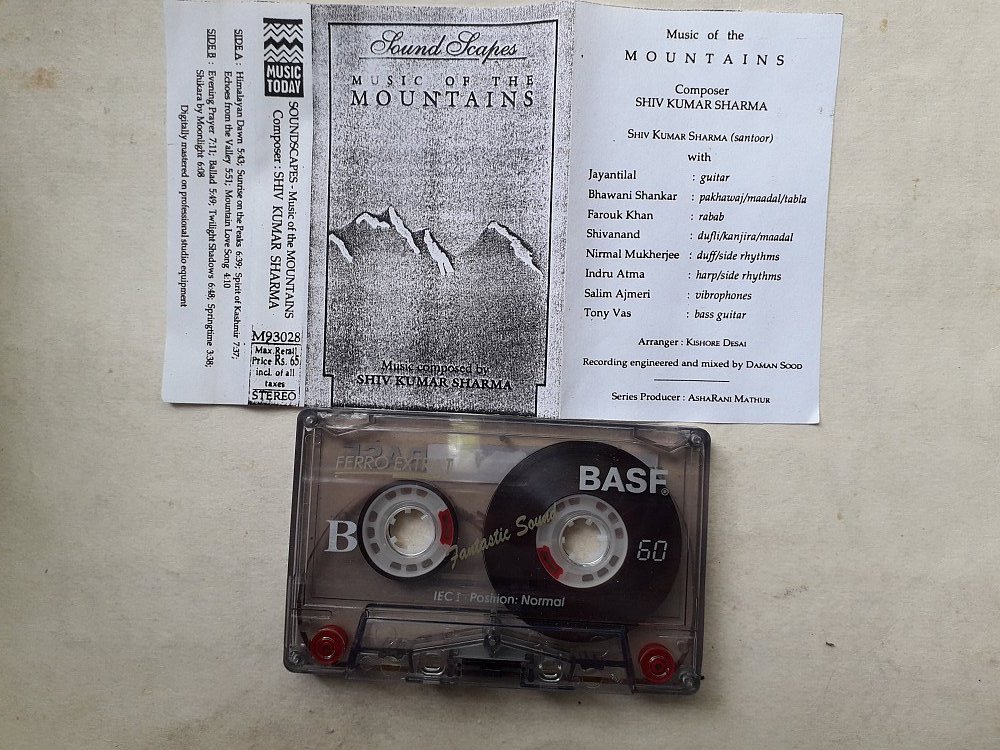 SIDE A : Himalayan Dawn 5:43; Sunrise on the Peaks 6:39; Spirit of Kashmir 7:37;
Echoes from the Valley 5:51; Mountain Love Song 4:10
SIDE B : Evening Prayer 7:11; Ballad 5:49; Twilight Shadows 6:48; Springtime 3:38;
Shikara by Moonlight 6:08
Digitally mastered on professional studio equipment
MUSIC
TODAY
SOUNDSCAPES - Music of the MOUNTAINS
Composer : SHIV KUMAR SHARMA
M93028
Max. Retail
Price Rs. 65
incl. of all
taxes
STEREO
Sound Scapes
MUSIC OF THE
MOUNTAINS
Music composed by
SHIV KUMAR SHARMA
Music of the
MOUNTAINS
Composer
SHIV KUMAR SHARMA
SHIV KUMAR SHARMA (santoor)
with
Jayantilal : guitar
Bhawani Shankar : pakhawaj/maadal/tabla
Farouk Khan : rabab
Shivanand : dufli/kanjira/maadal
Nirmal Mukherjee : duff/side rhythms
Indru Atma : harp/side rhythms
Salim Ajmeri : vibrophones
Tony Vas : bass guitar
Arranger : KISHORE DESAI
Recording engineered and mixed by DAMAN SOOD
Series Producer : ASHARANI MATHUR
BASF
FERRO EXTRA I
BASF®
B
Fantastic Sound
60
IEC I · Position: Normal